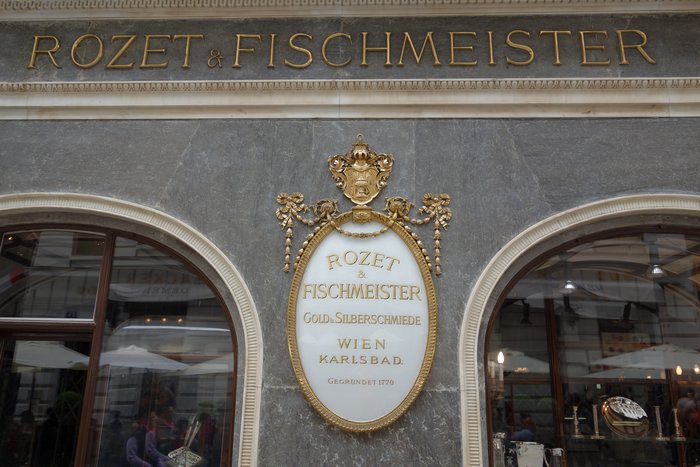 ROZET & FISCHMEISTER
ROZET
&
FISCHMEISTER
GOLD & SILBERSCHMIEDE
WIEN
KARLSBAD.
GEGRÜNDET 1770